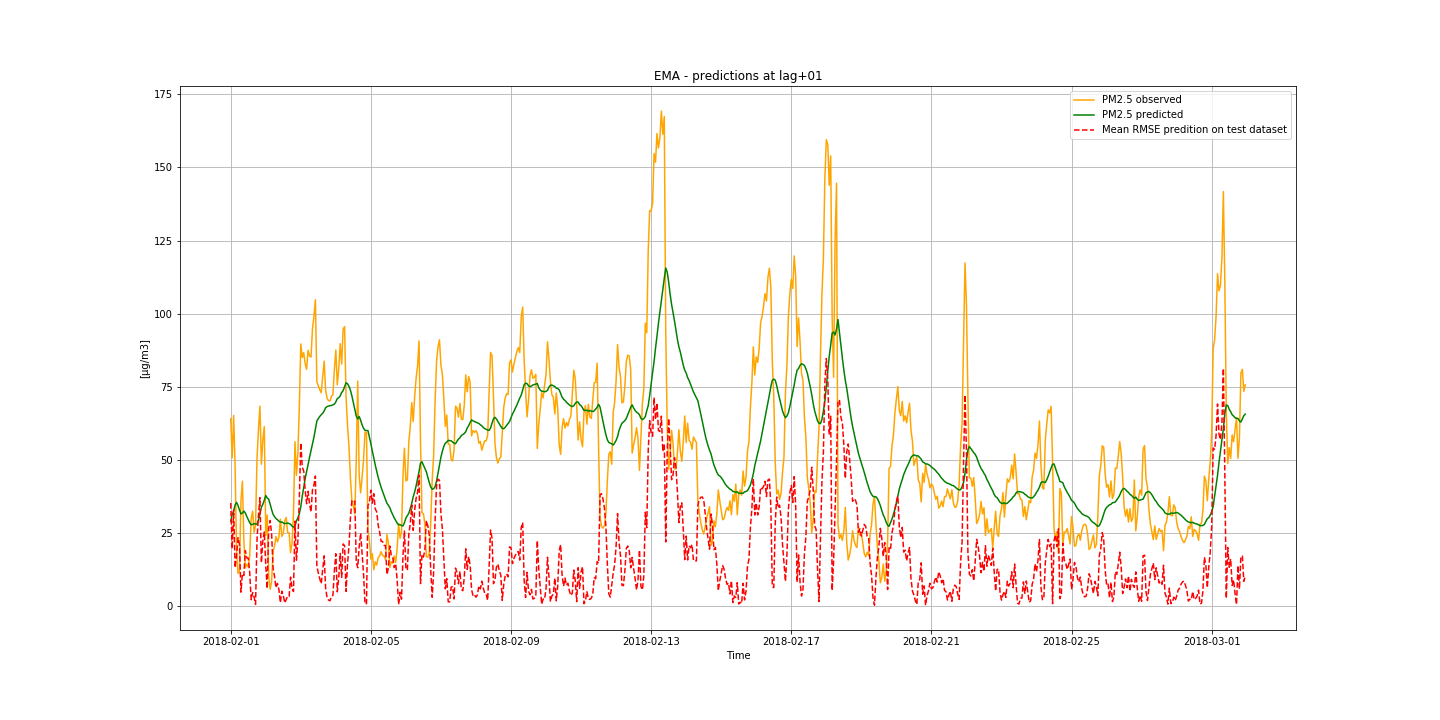 EMA - predictions at lag+01
PM2.5 observed
PM2.5 predicted
Mean RMSE predition on test dataset
[µg/m3]
175
150
125
100
75
50
25
0
2018-02-01 2018-02-05 2018-02-09 2018-02-13 2018-02-17 2018-02-21 2018-02-25 2018-03-01
Time